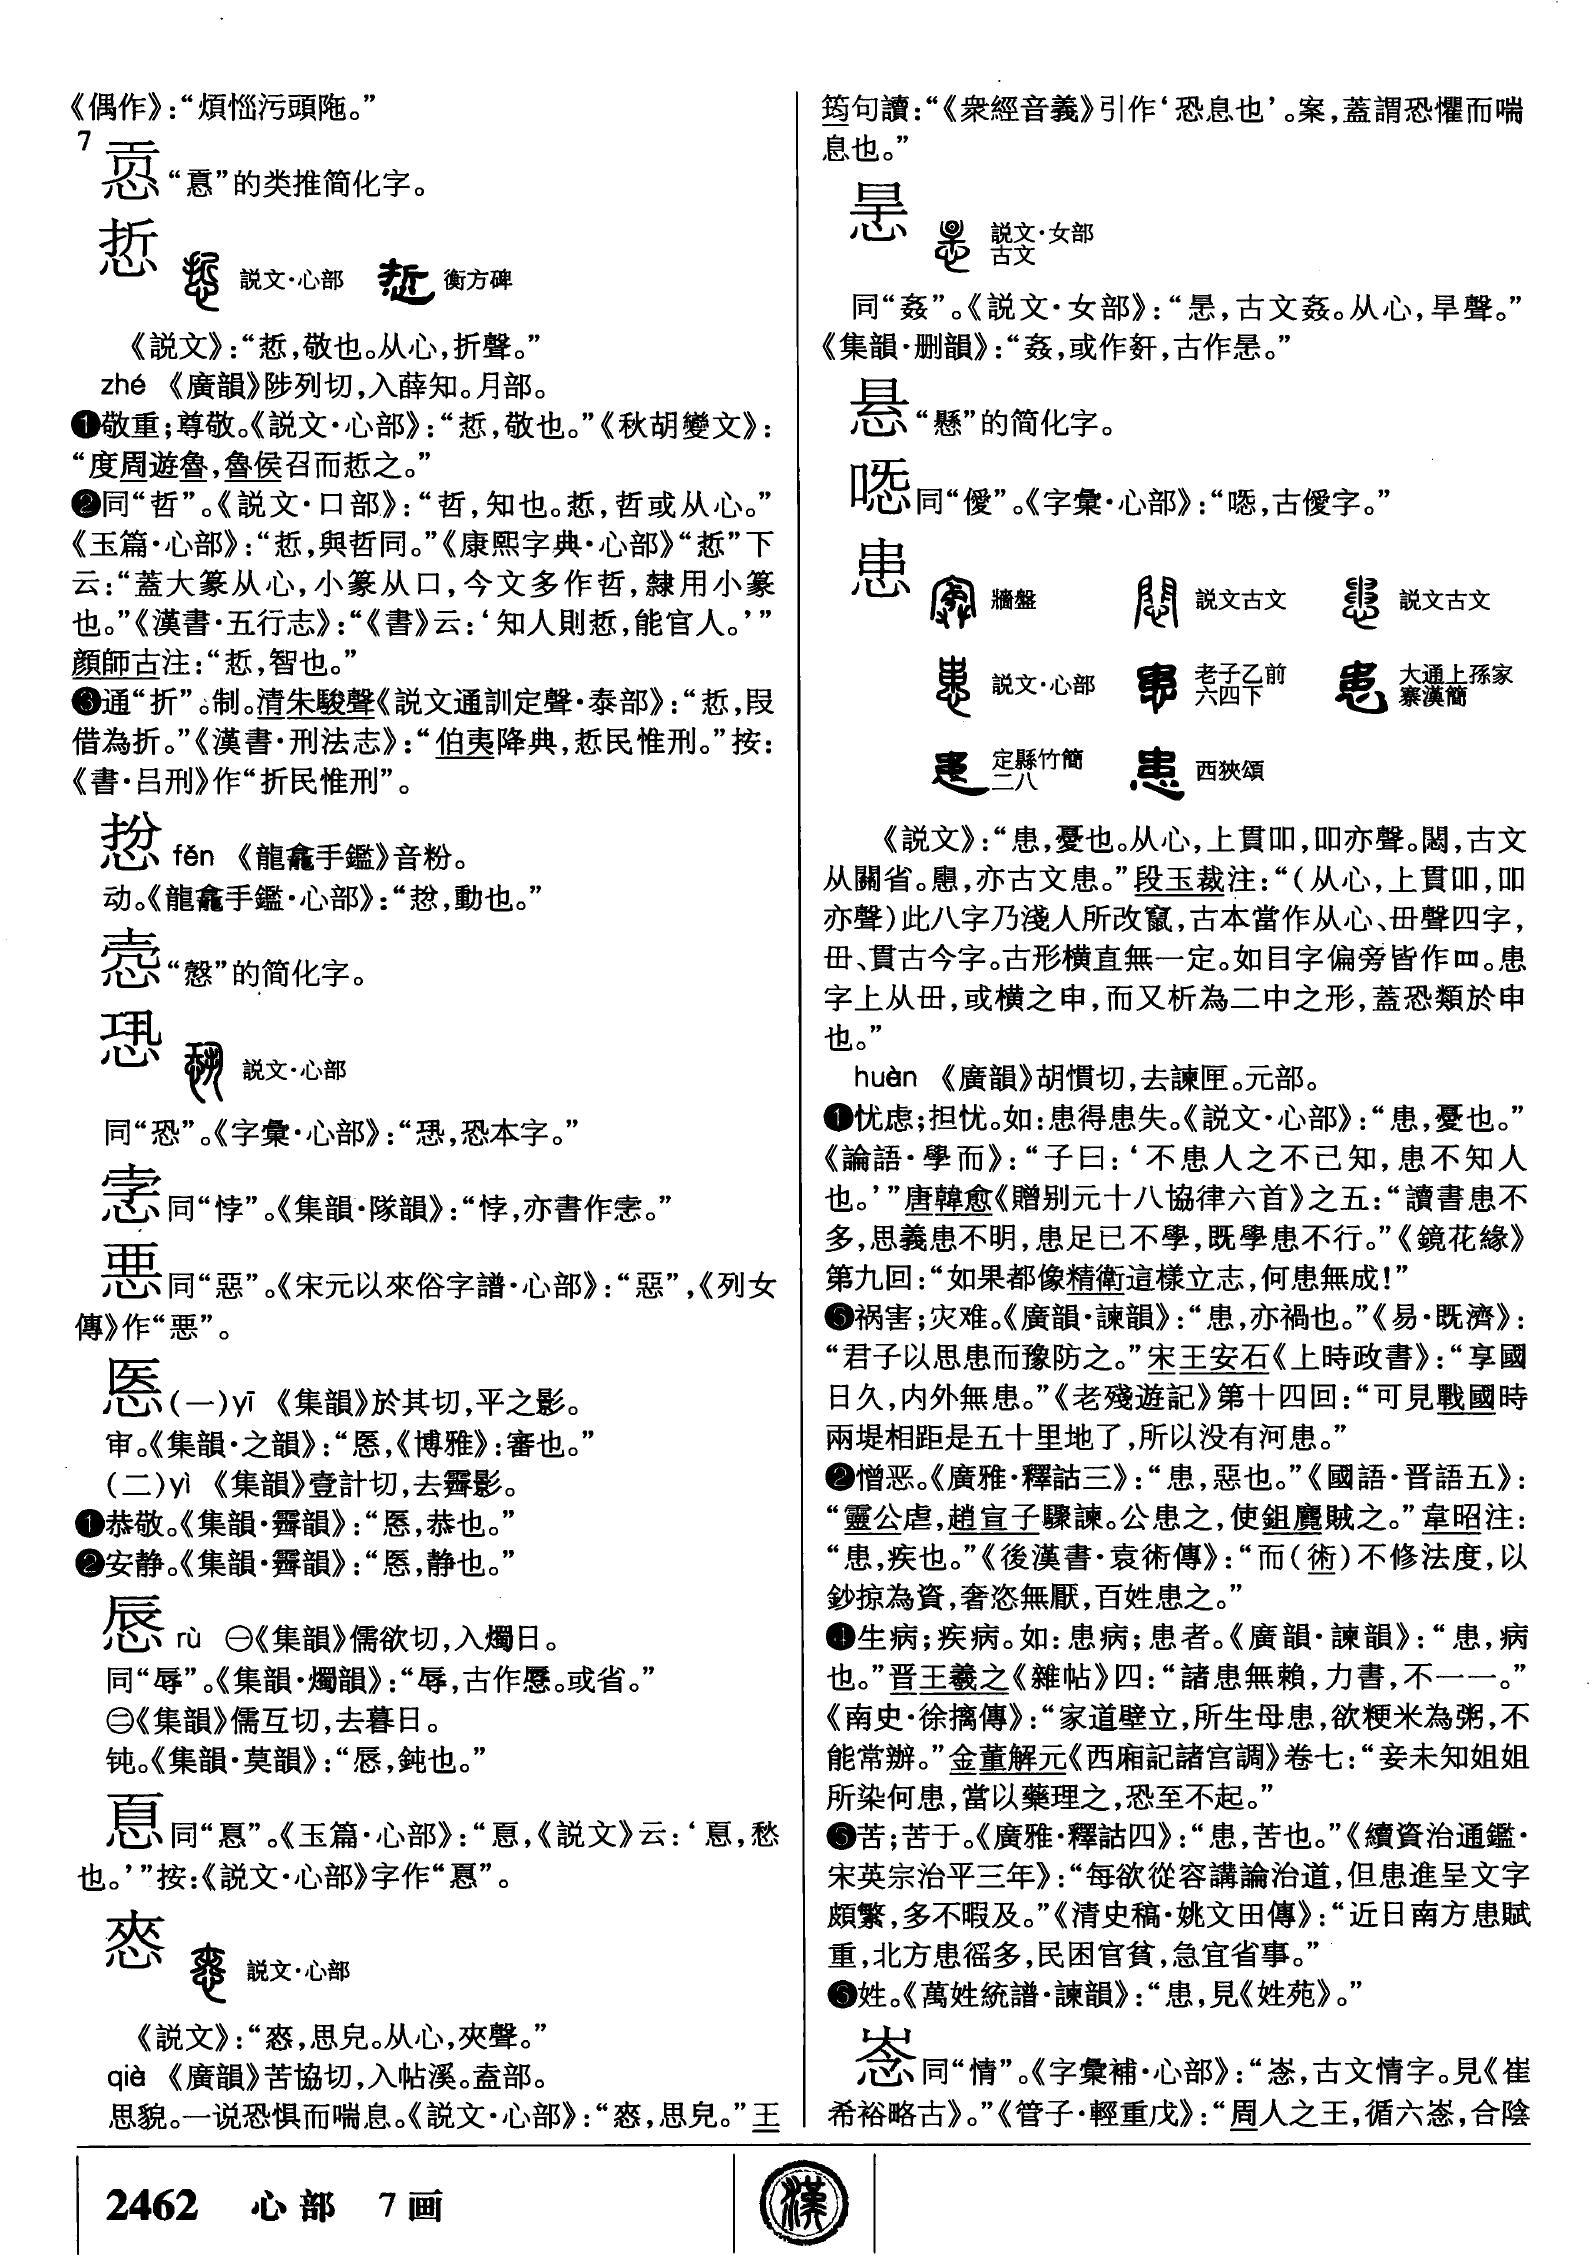 《偶作》：“煩惱污頭陁。”
7
“𢝊”的类推简化字。
悊 説文·心部 衡方碑
《説文》：“悊，敬也。从心，折聲。”
zhé 《廣韻》陟列切，入薛知。月部。
❶敬重；尊敬。《説文·心部》：“悊，敬也。”《秋胡變文》：
“度周遊魯，魯侯召而悊之。”
❷同“哲”。《説文·口部》：“哲，知也。悊，哲或从心。”
《玉篇·心部》：“悊，與哲同。”《康熙字典·心部》“悊”下
云：“蓋大篆从心，小篆从口，今文多作哲，隸用小篆
也。”《漢書·五行志》：“《書》云：‘知人則悊，能官人。’”
顔師古注：“悊，智也。”
❸通“折”。制。清朱駿聲《説文通訓定聲·泰部》：“悊，叚
借為折。”《漢書·刑法志》：“伯夷降典，悊民惟刑。”按：
《書·吕刑》作“折民惟刑”。
fěn 《龍龕手鑑》音粉。
动。《龍龕手鑑·心部》：“，動也。”
悫“慤”的简化字。
㤨 説文·心部
同“恐”。《字彙·心部》：“，恐本字。”
同“悖”。《集韻·隊韻》：“悖，亦書作。”
悪同“惡”。《宋元以來俗字譜·心部》：“惡”，《列女
傳》作“悪”。
㥋(一)yī 《集韻》於其切，平之影。
审。《集韻·之韻》：“，《博雅》：審也。”
(二)yì 《集韻》壹計切，去霽影。
❶恭敬。《集韻·霽韻》：“，恭也。”
❷安静。《集韻·霽韻》：“，静也。”
rù ㊀《集韻》儒欲切，入燭日。
同“辱”。《集韻·燭韻》：“辱，古作。或省。”
㊁《集韻》儒互切，去暮日。
钝。《集韻·莫韻》：“，鈍也。”
同“𢝊”。《玉篇·心部》：“，《説文》云：‘，愁
也。’”按：《説文·心部》字作“𢝊”。
㤲 説文·心部
《説文》：“㤲，思皃。从心，夾聲。”
qiè 《廣韻》苦協切，入帖溪。盍部。
思貌。一说恐惧而喘息。《説文·心部》：“㤲，思皃。”王
筠句讀：“《衆經音義》引作‘恐息也’。案，蓋謂恐懼而喘
息也。”
㥀 説文·女部
古文
同“姦”。《説文·女部》：“，古文姦。从心，旱聲。”
《集韻·删韻》：“姦，或作姧，古作。”
悬“懸”的简化字。
同“僾”。《字彙·心部》：“，古僾字。”
患 牆盤 説文古文 説文古文
説文·心部 老子乙前六四下 大通上孫家寨漢簡
定縣竹簡二八 西狹頌
《説文》：“患，憂也。从心，上貫吅，吅亦聲。，古文
从關省。，亦古文患。”段玉裁注：“（从心，上貫吅，吅
亦聲）此八字乃淺人所改竄，古本當作从心、毌聲四字，
毌、貫古今字。古形横直無一定。如目字偏旁皆作罒。患
字上从毌，或横之申，而又析為二中之形，蓋恐類於申
也。”
huàn 《廣韻》胡慣切，去諫匣。元部。
❶忧虑；担忧。如：患得患失。《説文·心部》：“患，憂也。”
《論語·學而》：“子曰：‘不患人之不己知，患不知人
也。’”唐韓愈《贈别元十八協律六首》之五：“讀書患不
多，思義患不明，患足已不學，既學患不行。”《鏡花緣》
第九回：“如果都像精衛這樣立志，何患無成！”
❺祸害；灾难。《廣韻·諫韻》：“患，亦禍也。”《易·既濟》：
“君子以思患而豫防之。”宋王安石《上時政書》：“享國
日久，内外無患。”《老殘遊記》第十四回：“可見戰國時
兩堤相距是五十里地了，所以没有河患。”
❷憎恶。《廣雅·釋詁三》：“患，惡也。”《國語·晋語五》：
“靈公虐，趙宣子驟諫。公患之，使鉏麑賊之。”韋昭注：
“患，疾也。”《後漢書·袁術傳》：“而（術）不修法度，以
鈔掠為資，奢恣無厭，百姓患之。”
❹生病；疾病。如：患病；患者。《廣韻·諫韻》：“患，病
也。”晋王羲之《雜帖》四：“諸患無賴，力書，不一一。”
《南史·徐摛傳》：“家道壁立，所生母患，欲粳米為粥，不
能常辦。”金董解元《西廂記諸宫調》卷七：“妾未知姐姐
所染何患，當以藥理之，恐至不起。”
❺苦；苦于。《廣雅·釋詁四》：“患，苦也。”《續資治通鑑·
宋英宗治平三年》：“每欲從容講論治道，但患進呈文字
頗繁，多不暇及。”《清史稿·姚文田傳》：“近日南方患賦
重，北方患徭多，民困官貧，急宜省事。”
❺姓。《萬姓統譜·諫韻》：“患，見《姓苑》。”
同“情”。《字彙補·心部》：“，古文情字。見《崔
希裕略古》。”《管子·輕重戊》：“周人之王，循六，合陰
2462 心部 7画
漢